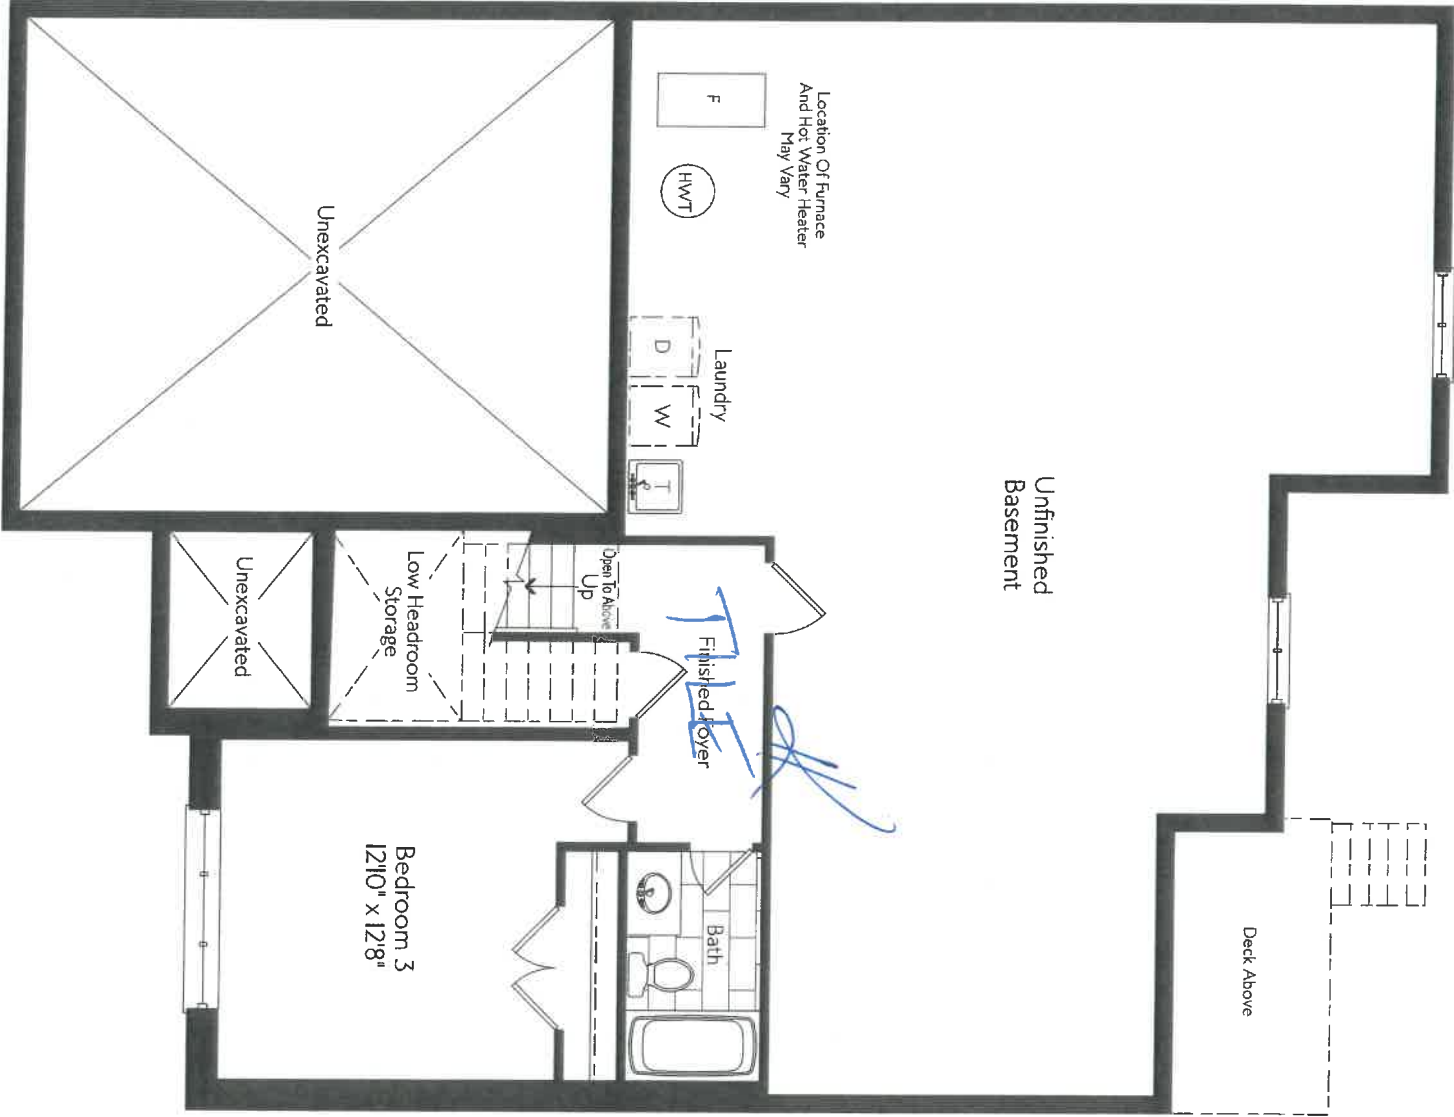 Unfinished
Basement
Deck Above
Location Of Furnace
And Hot Water Heater
May Vary
F
HWT
Laundry
D
W
T
Finished Foyer
TILE
Bath
Open To Above
Up
Low Headroom
Storage
Bedroom 3
12'10" x 12'8"
Unexcavated
Unexcavated